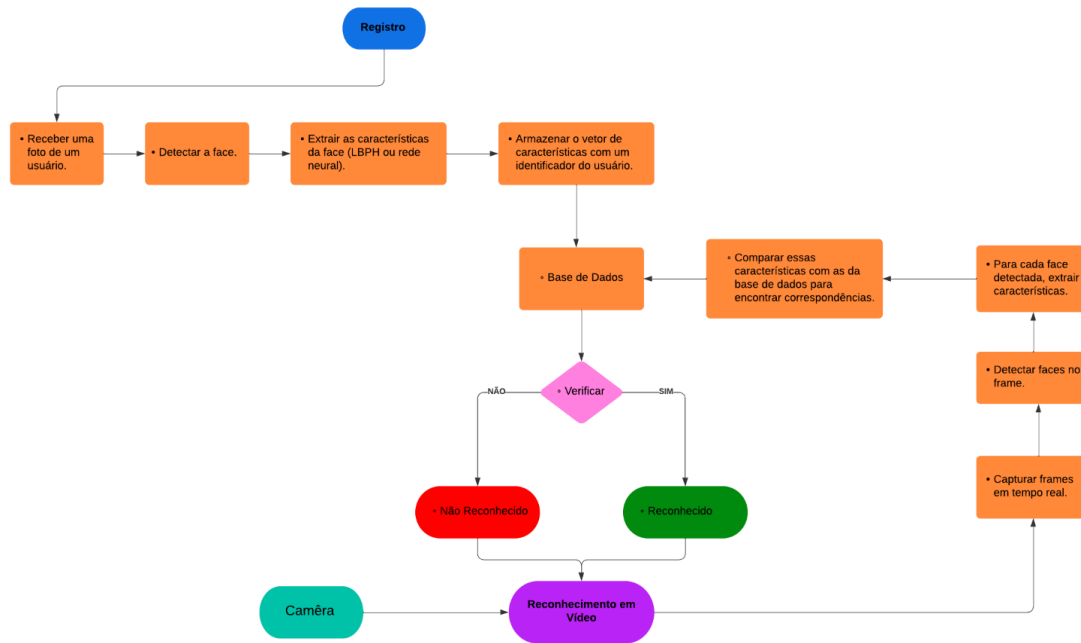 Registro
• Receber uma
foto de um
usuário.
• Detectar a face.
• Extrair as características
da face (LBPH ou rede
neural).
• Armazenar o vetor de
características com um
identificador do usuário.
• Base de Dados
• Comparar essas
características com as da
base de dados para
encontrar correspondências.
• Para cada face
detectada, extrair
características.
• Detectar faces no
frame.
• Verificar
NÃO
SIM
• Capturar frames
em tempo real.
• Não Reconhecido
• Reconhecido
Camêra
Reconhecimento em
Vídeo